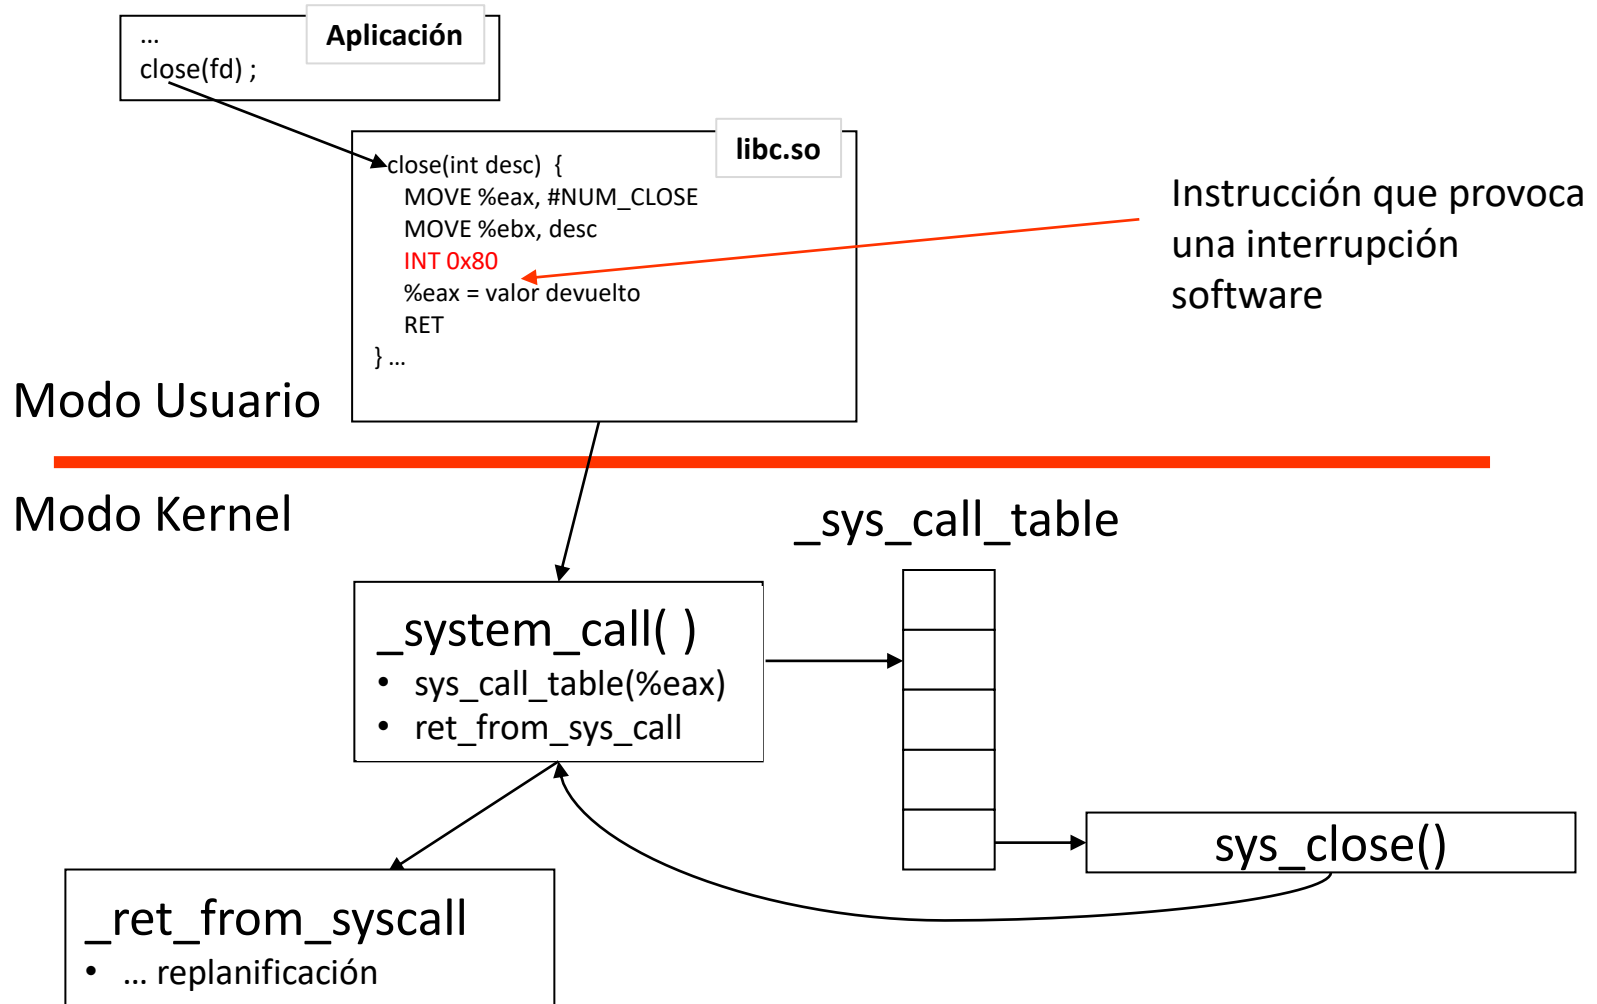 ...
Aplicación
close(fd) ;
libc.so
close(int desc) {
MOVE %eax, #NUM_CLOSE
MOVE %ebx, desc
INT 0x80
%eax = valor devuelto
RET
} ...
Instrucción que provoca
una interrupción
software
Modo Usuario
Modo Kernel
_sys_call_table
_system_call( )
• sys_call_table(%eax)
• ret_from_sys_call
sys_close()
_ret_from_syscall
• ... replanificación